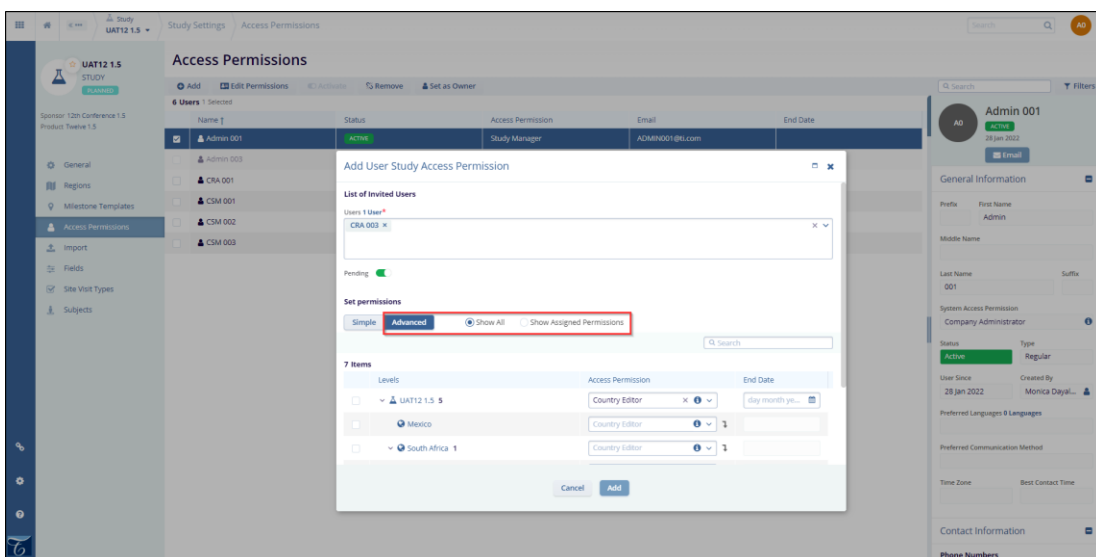 Study
UAT12 1.5
Study Settings
Access Permissions
Search
A0
UAT12 1.5
STUDY
PLANNED
Sponsor 12th Conference 1.5
Product Twelve 1.5
General
Regions
Milestone Templates
Access Permissions
Import
Fields
Site Visit Types
Subjects
Access Permissions
Add
Edit Permissions
Activate
Remove
Set as Owner
Search
Filters
6 Users 1 Selected
Name
Status
Access Permission
Email
End Date
Admin 001
ACTIVE
Study Manager
ADMIN001@ti.com
Admin 003
CRA 001
CSM 001
CSM 002
CSM 003
Add User Study Access Permission
List of Invited Users
Users 1 User*
CRA 003 ×
Pending
Set permissions
Simple
Advanced
Show All
Show Assigned Permissions
Search
7 Items
Levels
Access Permission
End Date
UAT12 1.5 5
Country Editor
day month ye...
Mexico
Country Editor
South Africa 1
Country Editor
Cancel
Add
A0
Admin 001
ACTIVE
28 Jan 2022
Email
General Information
Prefix
First Name
Admin
Middle Name
Last Name
Suffix
001
System Access Permission
Company Administrator
Status
Type
Active
Regular
User Since
Created By
28 Jan 2022
Monica Dayal...
Preferred Languages 0 Languages
Preferred Communication Method
Time Zone
Best Contact Time
Contact Information
Phone Numbers